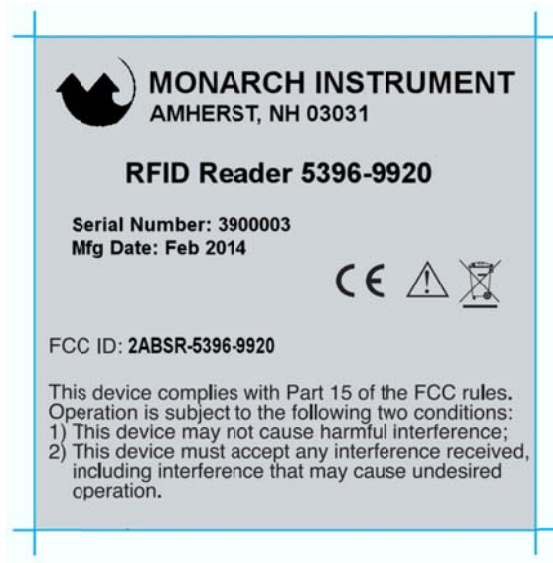 MONARCH INSTRUMENT
AMHERST, NH 03031
RFID Reader 5396-9920
Serial Number: 3900003
Mfg Date: Feb 2014
CE
FCC ID: 2ABSR-5396-9920
This device complies with Part 15 of the FCC rules.
Operation is subject to the following two conditions:
1) This device may not cause harmful interference;
2) This device must accept any interference received,
including interference that may cause undesired
operation.